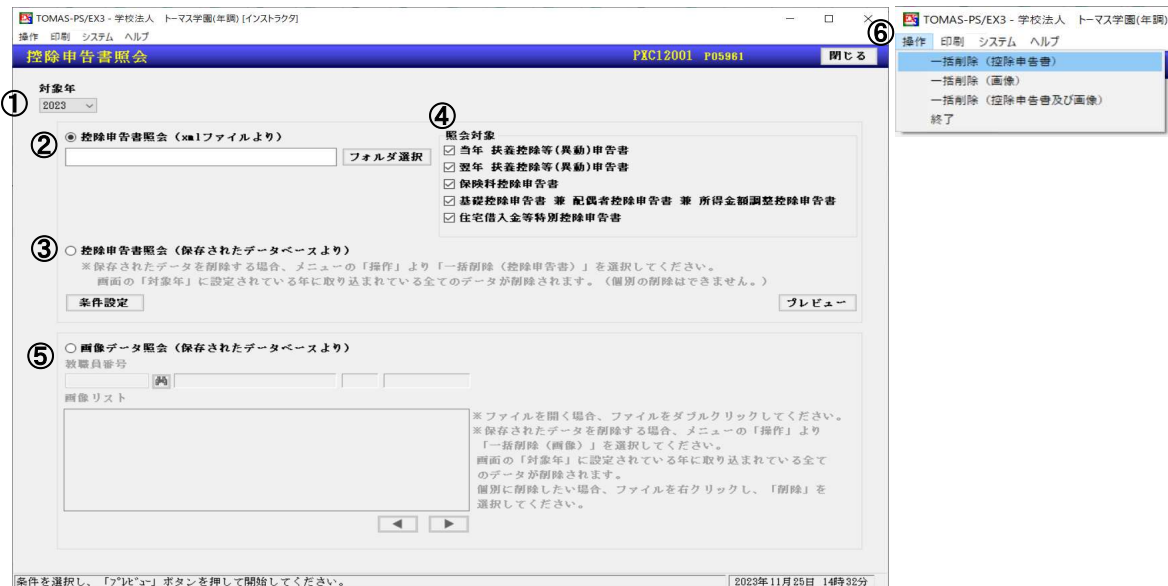 TOMAS-PS/EX3 - 学校法人　トーマス学園(年調) [インストラクタ]
操作　印刷　システム　ヘルプ
控除申告書照会　PXC12001　P05961　閉じる
対象年
①
2023
②
控除申告書照会（xmlファイルより）
フォルダ選択
④
照会対象
当年 扶養控除等(異動)申告書
翌年 扶養控除等(異動)申告書
保険料控除申告書
基礎控除申告書 兼 配偶者控除申告書 兼 所得金額調整控除申告書
住宅借入金等特別控除申告書
③
控除申告書照会（保存されたデータベースより）
※保存されたデータを削除する場合、メニューの「操作」より「一括削除（控除申告書）」を選択してください。
画面の「対象年」に設定されている年に取り込まれている全てのデータが削除されます。（個別の削除はできません。）
条件設定　プレビュー
⑤
画像データ照会（保存されたデータベースより）
教職員番号
画像リスト
※ファイルを開く場合、ファイルをダブルクリックしてください。
※保存されたデータを削除する場合、メニューの「操作」より
「一括削除（画像）」を選択してください。
画面の「対象年」に設定されている年に取り込まれている全て
のデータが削除されます。
個別に削除したい場合、ファイルを右クリックし、「削除」を
選択してください。
条件を選択し、「ﾌﾟﾚﾋﾞｭｰ」ボタンを押して開始してください。　2023年11月25日 14時32分
⑥
TOMAS-PS/EX3 - 学校法人　トーマス学園(年調)
操作　印刷　システム　ヘルプ
一括削除（控除申告書）
一括削除（画像）
一括削除（控除申告書及び画像）
終了